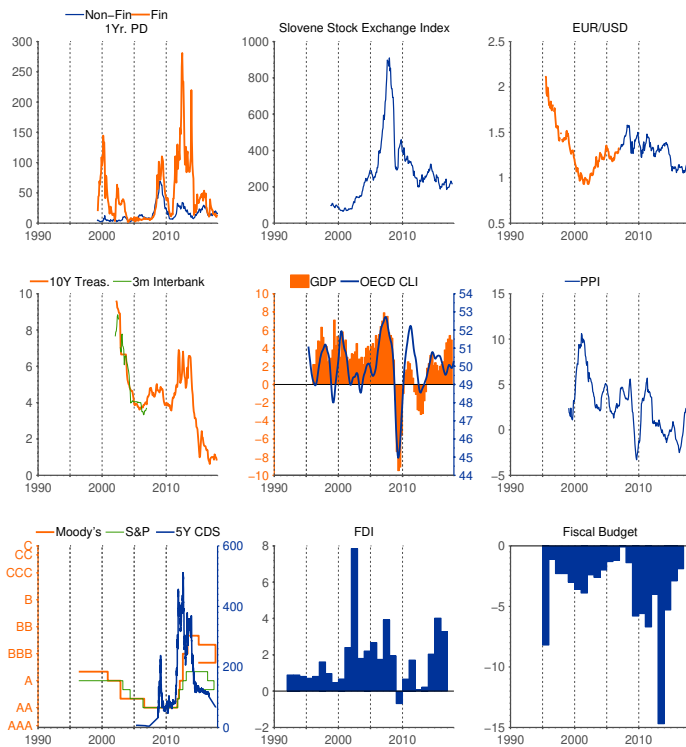 Non-Fin Fin
1Yr. PD
300
250
200
150
100
50
0
1990 2000 2010
Slovene Stock Exchange Index
1000
800
600
400
200
0
1990 2000 2010
EUR/USD
2.5
2
1.5
1
0.5
1990 2000 2010
10Y Treas. 3m Interbank
10
8
6
4
2
0
1990 2000 2010
GDP OECD CLI
10
8
6
4
2
0
−2
−4
−6
−8
−10
54
53
52
51
50
49
48
47
46
45
44
1990 2000 2010
PPI
15
10
5
0
−5
1990 2000 2010
Moody's S&P 5Y CDS
C
CC
CCC
B
BB
BBB
A
AA
AAA
600
500
400
300
200
100
0
1990 2000 2010
FDI
8
6
4
2
0
−2
1990 2000 2010
Fiscal Budget
0
−5
−10
−15
1990 2000 2010